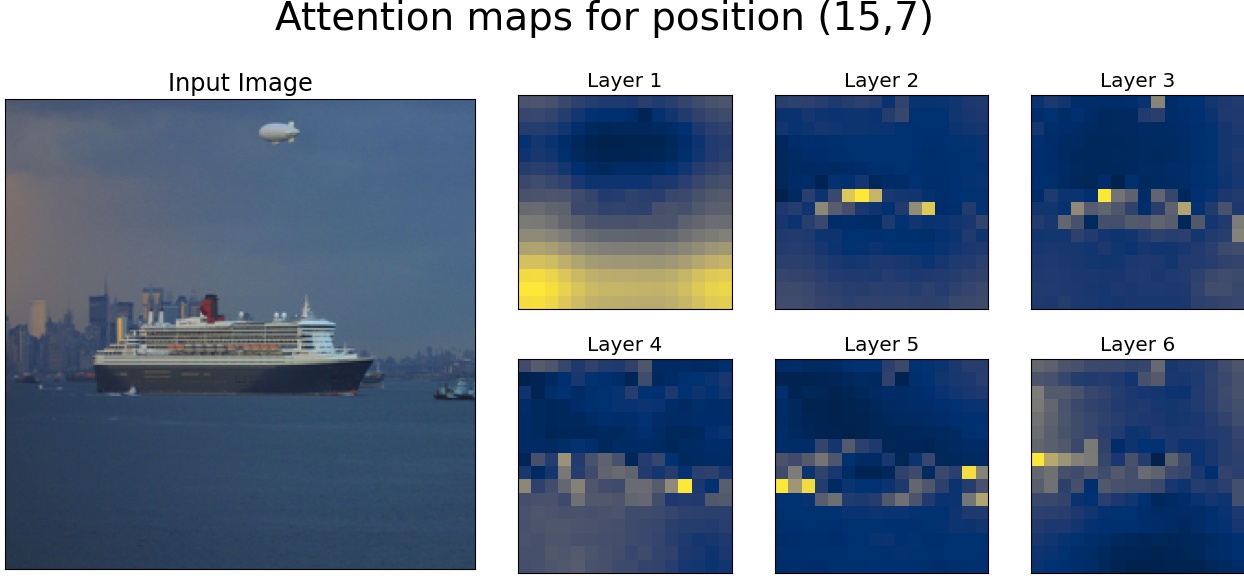 Attention maps for position (15,7)
Input Image
Layer 1
Layer 2
Layer 3
Layer 4
Layer 5
Layer 6